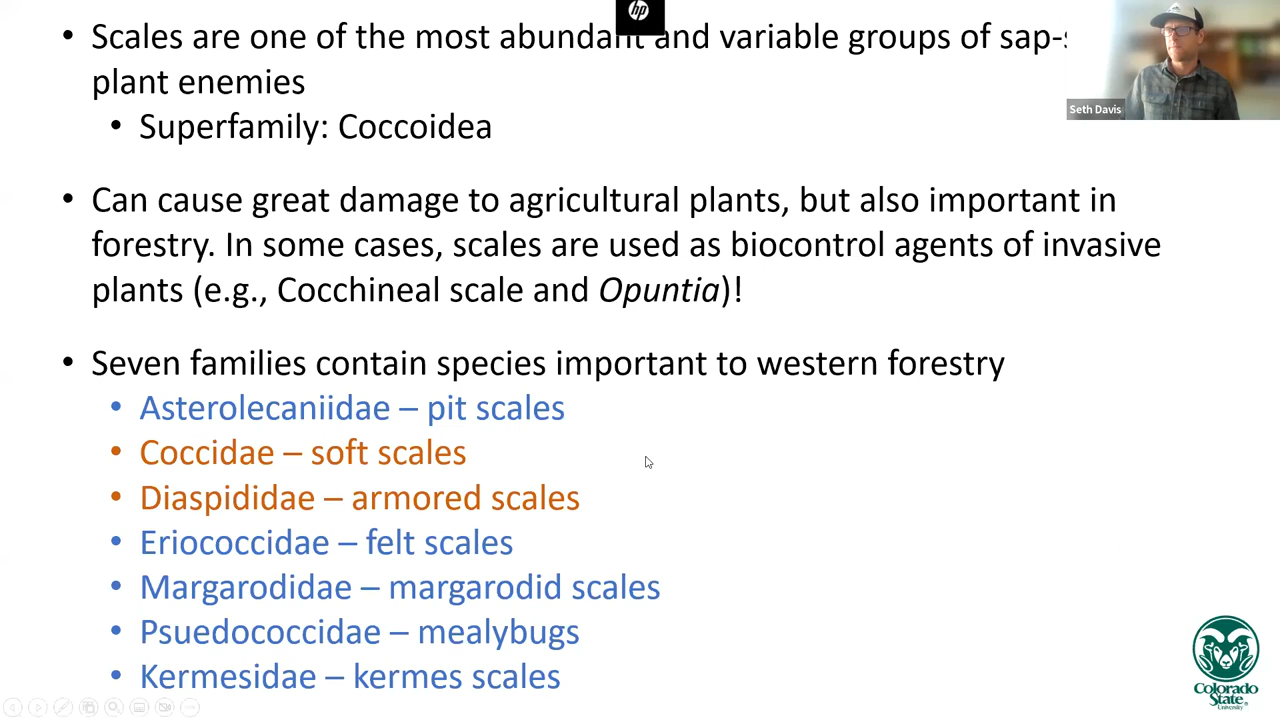 • Scales are one of the most abundant and variable groups of sap-
plant enemies
• Superfamily: Coccoidea
• Can cause great damage to agricultural plants, but also important in
forestry. In some cases, scales are used as biocontrol agents of invasive
plants (e.g., Cocchineal scale and Opuntia)!
• Seven families contain species important to western forestry
• Asterolecaniidae – pit scales
• Coccidae – soft scales
• Diaspididae – armored scales
• Eriococcidae – felt scales
• Margarodidae – margarodid scales
• Psuedococcidae – mealybugs
• Kermesidae – kermes scales
hp
Seth Davis
Colorado
State
University